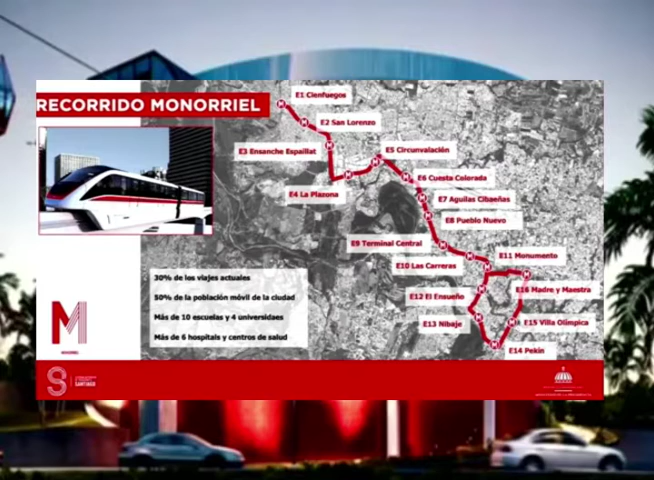 RECORRIDO MONORRIEL
E1 Cienfuegos
E2 San Lorenzo
E3 Ensanche Espaillat
E5 Circunvalación
E6 Cuesta Colorada
E4 La Plazona
E7 Aguilas Cibaeñas
E8 Pueblo Nuevo
E9 Terminal Central
E10 Las Carreras
E11 Monumento
E16 Madre y Maestra
E12 El Ensueño
E13 Nibaje
E15 Villa Olímpica
E14 Pekín
30% de los viajes actuales
50% de la población móvil de la ciudad
Más de 10 escuelas y 4 universidaes
Más de 6 hospitals y centros de salud
M
MONORRIEL
S
SANTIAGO